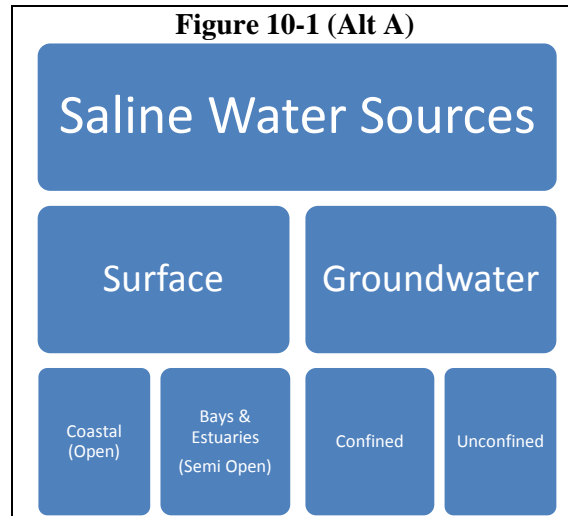 Figure 10-1 (Alt A)
Saline Water Sources
Surface
Groundwater
Coastal
(Open)
Bays &
Estuaries
(Semi Open)
Confined
Unconfined